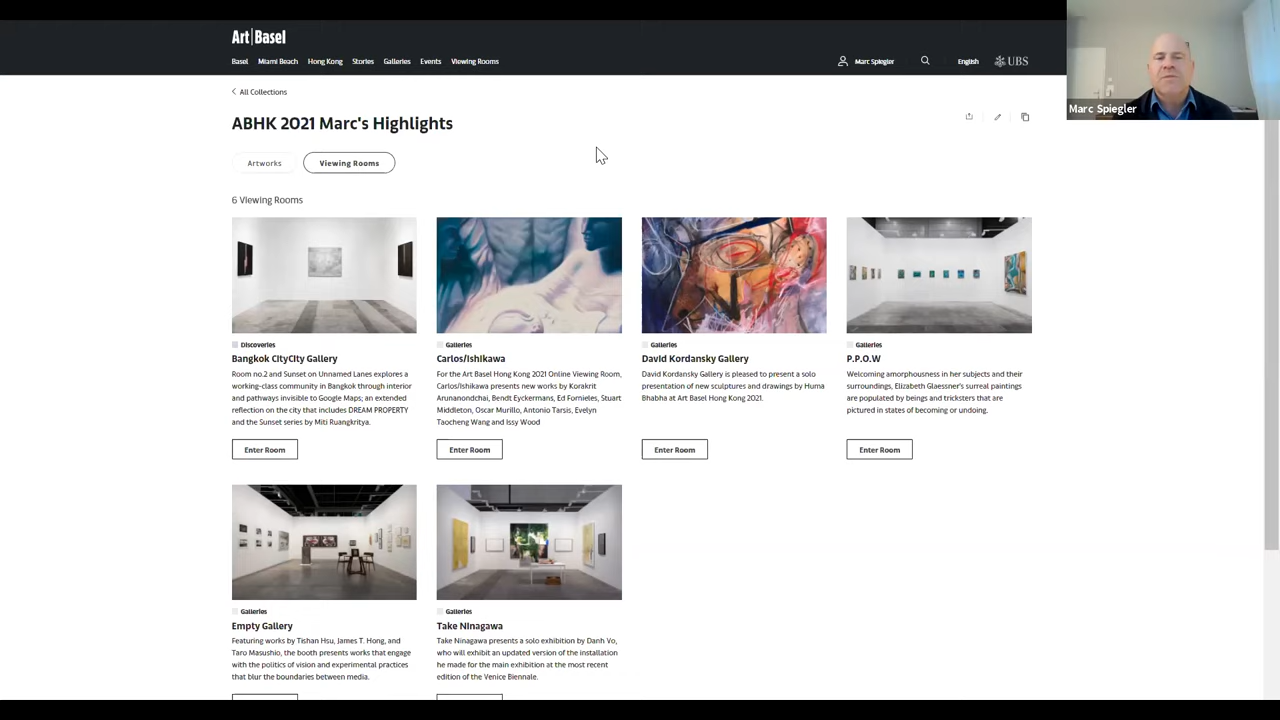 Art Basel
Basel Miami Beach Hong Kong Stories Galleries Events Viewing Rooms Marc Spiegler English UBS
Marc Spiegler
All Collections
ABHK 2021 Marc's Highlights
Artworks Viewing Rooms
6 Viewing Rooms
Discoveries
Bangkok CityCity Gallery
Room no.2 and Sunset on Unnamed Lanes explores a
working-class community in Bangkok through interior
and pathways invisible to Google Maps; an extended
reflection on the city that includes DREAM PROPERTY
and the Sunset series by Miti Ruangkritya.
Enter Room
Galleries
Carlos/Ishikawa
For the Art Basel Hong Kong 2021 Online Viewing Room,
Carlos/Ishikawa presents new works by Korakrit
Arunanondchai, Bendt Eyckermans, Ed Fornieles, Stuart
Middleton, Oscar Murillo, Antonio Tarsis, Evelyn
Taocheng Wang and Issy Wood
Enter Room
Galleries
David Kordansky Gallery
David Kordansky Gallery is pleased to present a solo
presentation of new sculptures and drawings by Huma
Bhabha at Art Basel Hong Kong 2021.
Enter Room
Galleries
P.P.O.W
Welcoming amorphousness in her subjects and their
surroundings, Elizabeth Glaessner's surreal paintings
are populated by beings and tricksters that are
pictured in states of becoming or undoing.
Enter Room
Galleries
Empty Gallery
Featuring works by Tishan Hsu, James T. Hong, and
Taro Masushio, the booth presents works that engage
with the politics of vision and experimental practices
that blur the boundaries between media.
Galleries
Take Ninagawa
Take Ninagawa presents a solo exhibition by Danh Vo,
who will exhibit an updated version of the installation
he made for the main exhibition at the most recent
edition of the Venice Biennale.